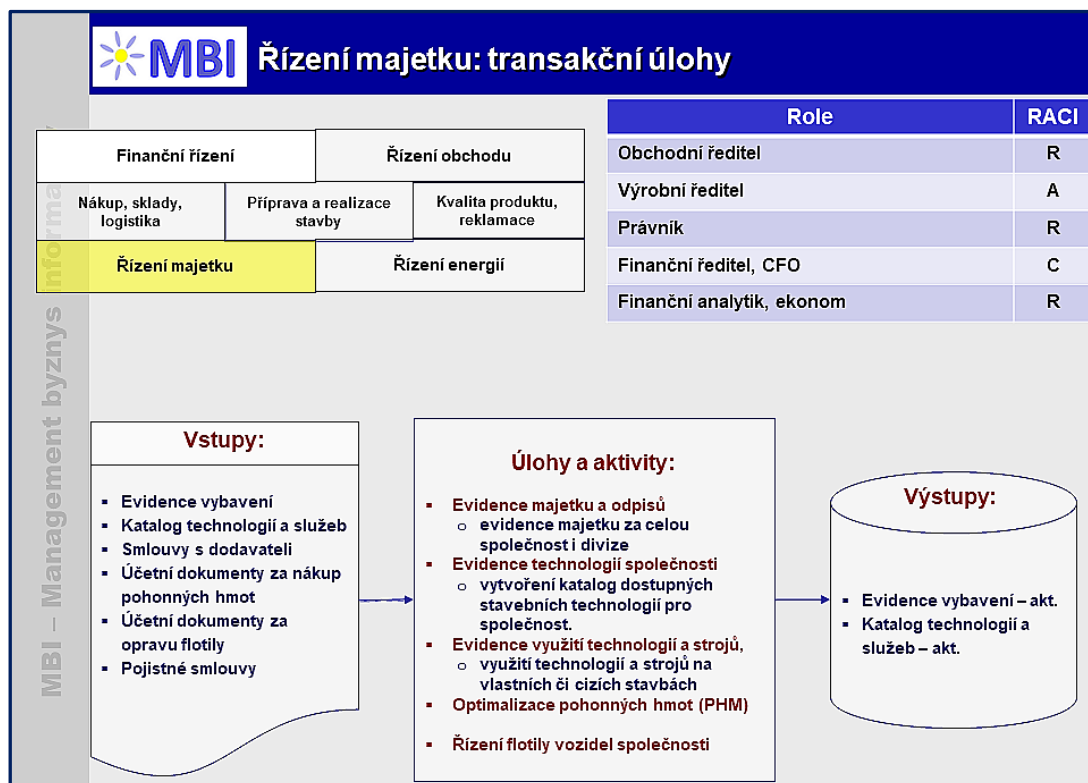 MBI Řízení majetku: transakční úlohy
MBI – Management byznys informa
Finanční řízení
Řízení obchodu
Nákup, sklady,
logistika
Příprava a realizace
stavby
Kvalita produktu,
reklamace
Řízení majetku
Řízení energií
Role RACI
Obchodní ředitel R
Výrobní ředitel A
Právník R
Finanční ředitel, CFO C
Finanční analytik, ekonom R
Vstupy:
▪ Evidence vybavení
▪ Katalog technologií a služeb
▪ Smlouvy s dodavateli
▪ Účetní dokumenty za nákup
pohonných hmot
▪ Účetní dokumenty za
opravu flotily
▪ Pojistné smlouvy
Úlohy a aktivity:
▪ Evidence majetku a odpisů
o evidence majetku za celou
společnost i divize
▪ Evidence technologií společnosti
o vytvoření katalog dostupných
stavebních technologií pro
společnost.
▪ Evidence využití technologií a strojů,
o využití technologií a strojů na
vlastních či cizích stavbách
▪ Optimalizace pohonných hmot (PHM)
▪ Řízení flotily vozidel společnosti
Výstupy:
▪ Evidence vybavení – akt.
▪ Katalog technologií a
služeb – akt.